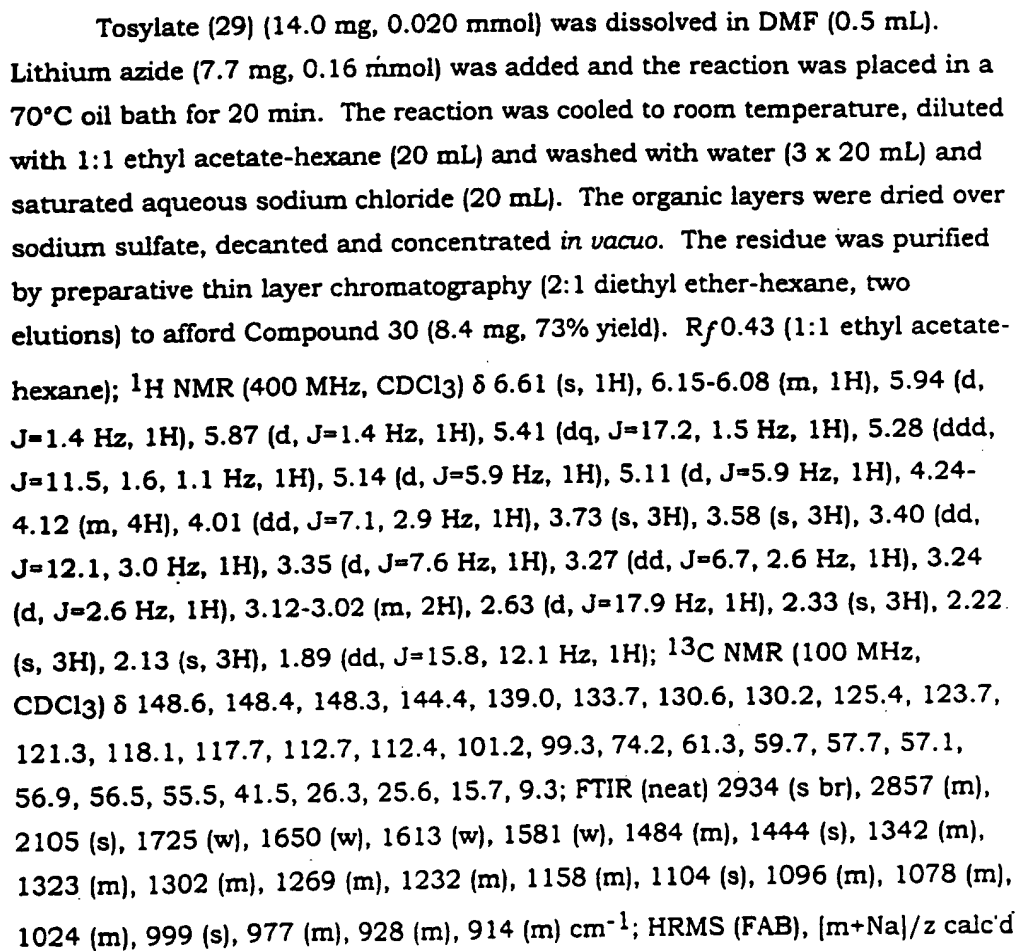 Tosylate (29) (14.0 mg, 0.020 mmol) was dissolved in DMF (0.5 mL).
Lithium azide (7.7 mg, 0.16 mmol) was added and the reaction was placed in a
70°C oil bath for 20 min. The reaction was cooled to room temperature, diluted
with 1:1 ethyl acetate-hexane (20 mL) and washed with water (3 x 20 mL) and
saturated aqueous sodium chloride (20 mL). The organic layers were dried over
sodium sulfate, decanted and concentrated in vacuo. The residue was purified
by preparative thin layer chromatography (2:1 diethyl ether-hexane, two
elutions) to afford Compound 30 (8.4 mg, 73% yield). Rf0.43 (1:1 ethyl acetate-
hexane); ¹H NMR (400 MHz, CDCl3) δ 6.61 (s, 1H), 6.15-6.08 (m, 1H), 5.94 (d,
J=1.4 Hz, 1H), 5.87 (d, J=1.4 Hz, 1H), 5.41 (dq, J=17.2, 1.5 Hz, 1H), 5.28 (ddd,
J=11.5, 1.6, 1.1 Hz, 1H), 5.14 (d, J=5.9 Hz, 1H), 5.11 (d, J=5.9 Hz, 1H), 4.24-
4.12 (m, 4H), 4.01 (dd, J=7.1, 2.9 Hz, 1H), 3.73 (s, 3H), 3.58 (s, 3H), 3.40 (dd,
J=12.1, 3.0 Hz, 1H), 3.35 (d, J=7.6 Hz, 1H), 3.27 (dd, J=6.7, 2.6 Hz, 1H), 3.24
(d, J=2.6 Hz, 1H), 3.12-3.02 (m, 2H), 2.63 (d, J=17.9 Hz, 1H), 2.33 (s, 3H), 2.22
(s, 3H), 2.13 (s, 3H), 1.89 (dd, J=15.8, 12.1 Hz, 1H); ¹³C NMR (100 MHz,
CDCl3) δ 148.6, 148.4, 148.3, 144.4, 139.0, 133.7, 130.6, 130.2, 125.4, 123.7,
121.3, 118.1, 117.7, 112.7, 112.4, 101.2, 99.3, 74.2, 61.3, 59.7, 57.7, 57.1,
56.9, 56.5, 55.5, 41.5, 26.3, 25.6, 15.7, 9.3; FTIR (neat) 2934 (s br), 2857 (m),
2105 (s), 1725 (w), 1650 (w), 1613 (w), 1581 (w), 1484 (m), 1444 (s), 1342 (m),
1323 (m), 1302 (m), 1269 (m), 1232 (m), 1158 (m), 1104 (s), 1096 (m), 1078 (m),
1024 (m), 999 (s), 977 (m), 928 (m), 914 (m) cm⁻¹; HRMS (FAB), [m+Na]/z calc'd